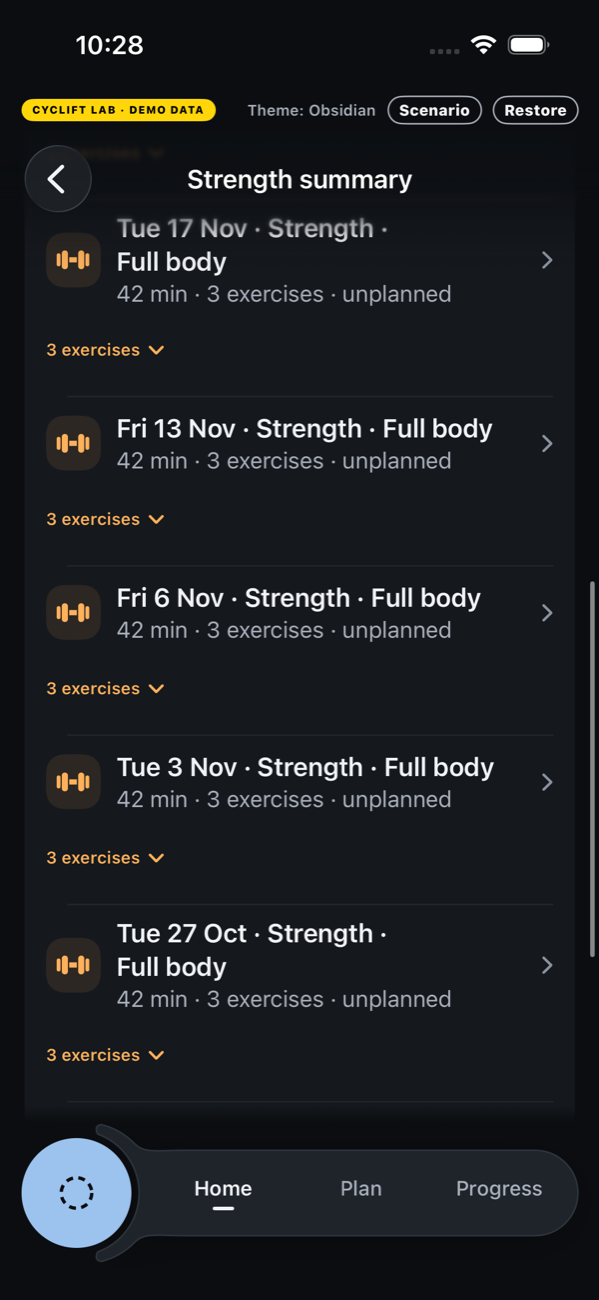 10:28
CYCLIFT LAB · DEMO DATA
Theme: Obsidian
Scenario
Restore
exercises
Strength summary
Tue 17 Nov · Strength ·
Full body
42 min · 3 exercises · unplanned
3 exercises
Fri 13 Nov · Strength · Full body
42 min · 3 exercises · unplanned
3 exercises
Fri 6 Nov · Strength · Full body
42 min · 3 exercises · unplanned
3 exercises
Tue 3 Nov · Strength · Full body
42 min · 3 exercises · unplanned
3 exercises
Tue 27 Oct · Strength ·
Full body
42 min · 3 exercises · unplanned
3 exercises
Home
Plan
Progress